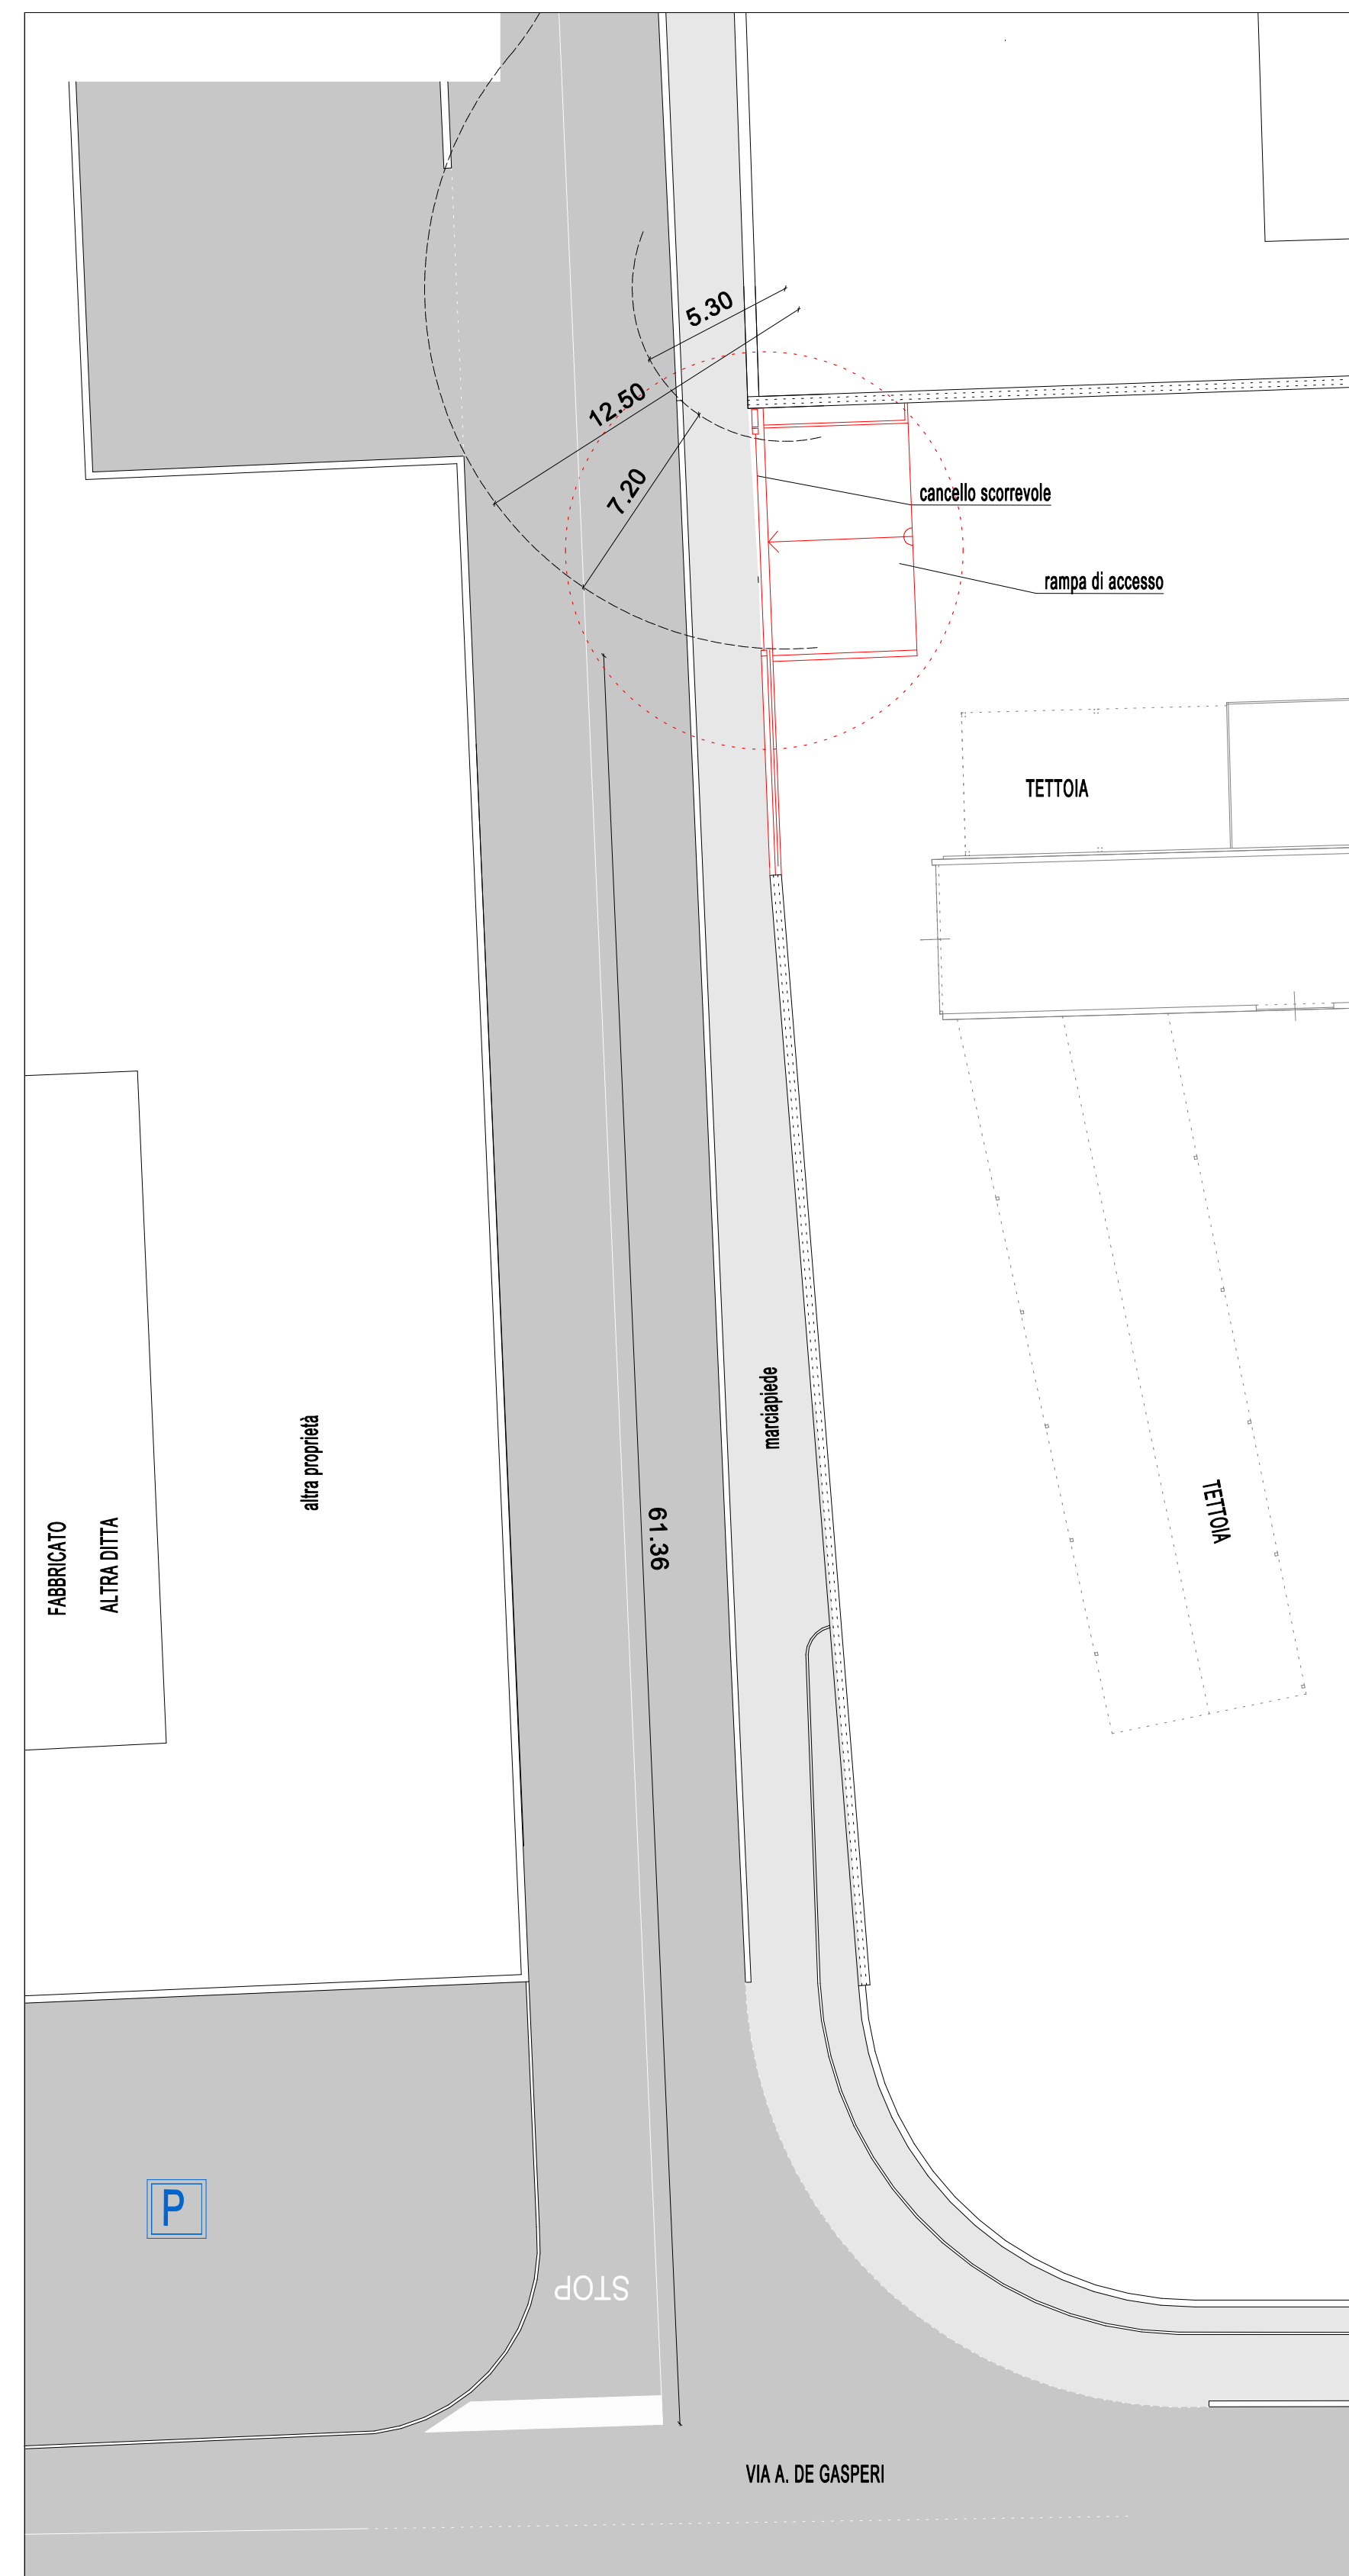 5.30
12.50
7.20
cancello scorrevole
rampa di accesso
TETTOIA
marciapiede
altra proprietà
FABBRICATO
ALTRA DITTA
61.36
TETTOIA
P
STOP
VIA A. DE GASPERI